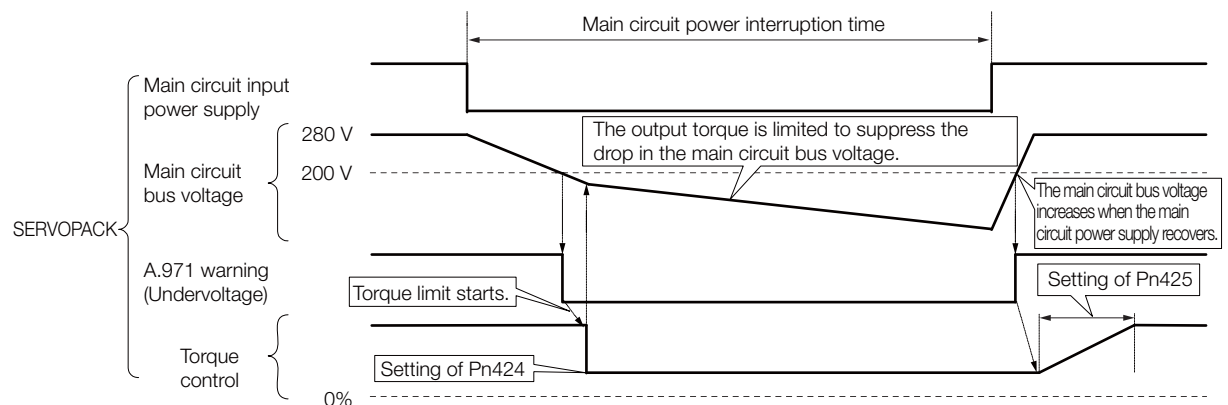 Main circuit power interruption time
Main circuit input
power supply
280 V
The output torque is limited to suppress the
drop in the main circuit bus voltage.
Main circuit
bus voltage
200 V
The main circuit bus voltage
increases when the main
circuit power supply recovers.
SERVOPACK
A.971 warning
(Undervoltage)
Torque limit starts.
Setting of Pn425
Torque
control
Setting of Pn424
0%